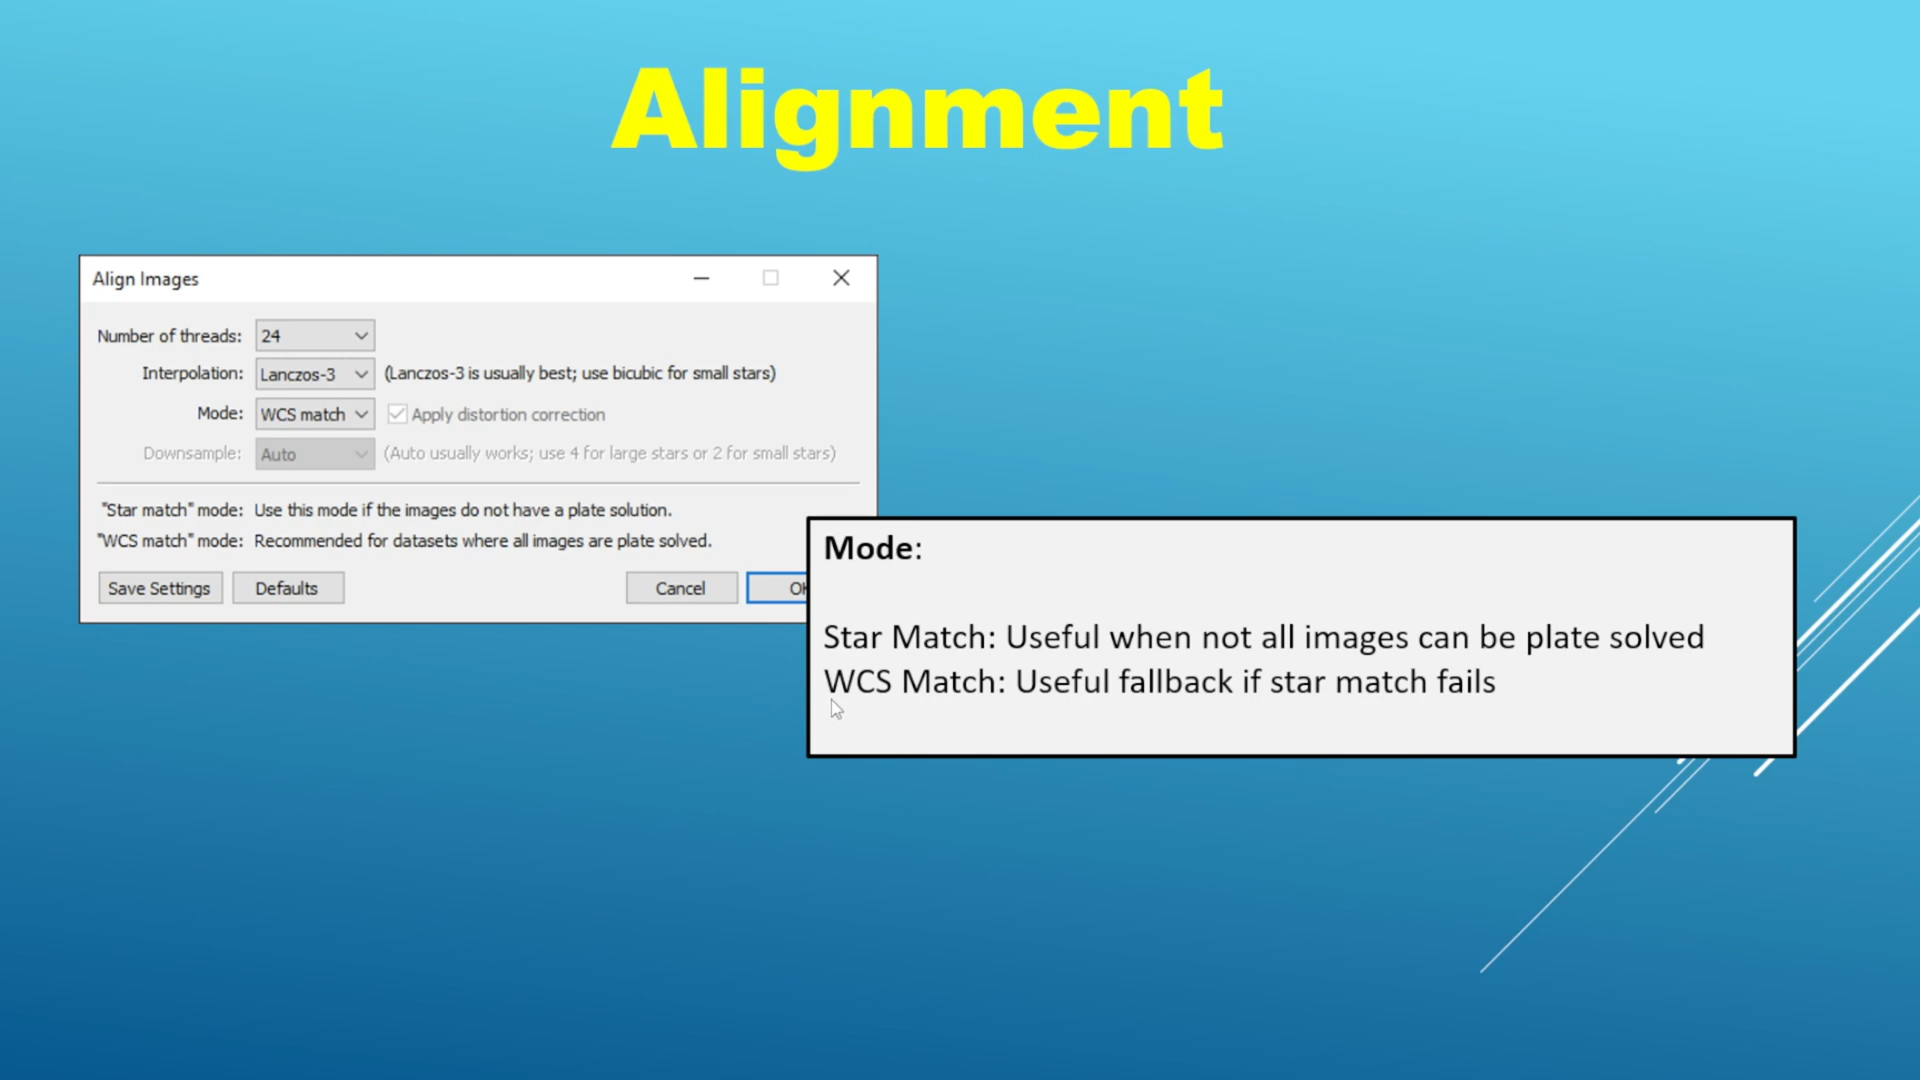 Alignment
Align Images
Number of threads: 24
Interpolation: Lanczos-3 (Lanczos-3 is usually best; use bicubic for small stars)
Mode: WCS match Apply distortion correction
Downsample: Auto (Auto usually works; use 4 for large stars or 2 for small stars)
"Star match" mode: Use this mode if the images do not have a plate solution.
"WCS match" mode: Recommended for datasets where all images are plate solved.
Save Settings Defaults Cancel OK
Mode:
Star Match: Useful when not all images can be plate solved
WCS Match: Useful fallback if star match fails